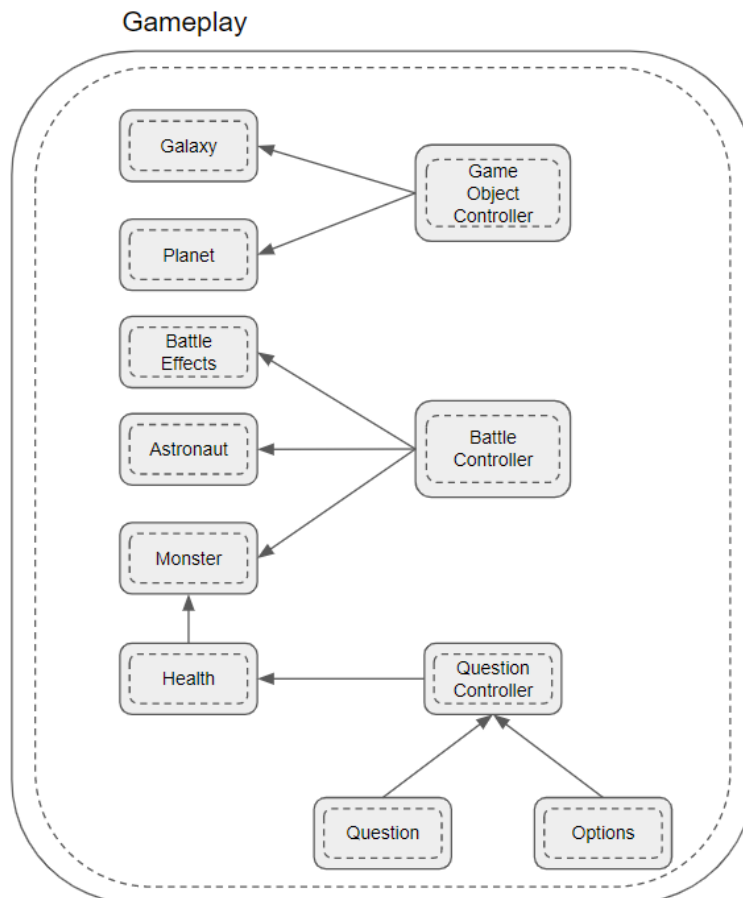 Gameplay
Galaxy
Game
Object
Controller
Planet
Battle
Effects
Astronaut
Battle
Controller
Monster
Health
Question
Controller
Question
Options